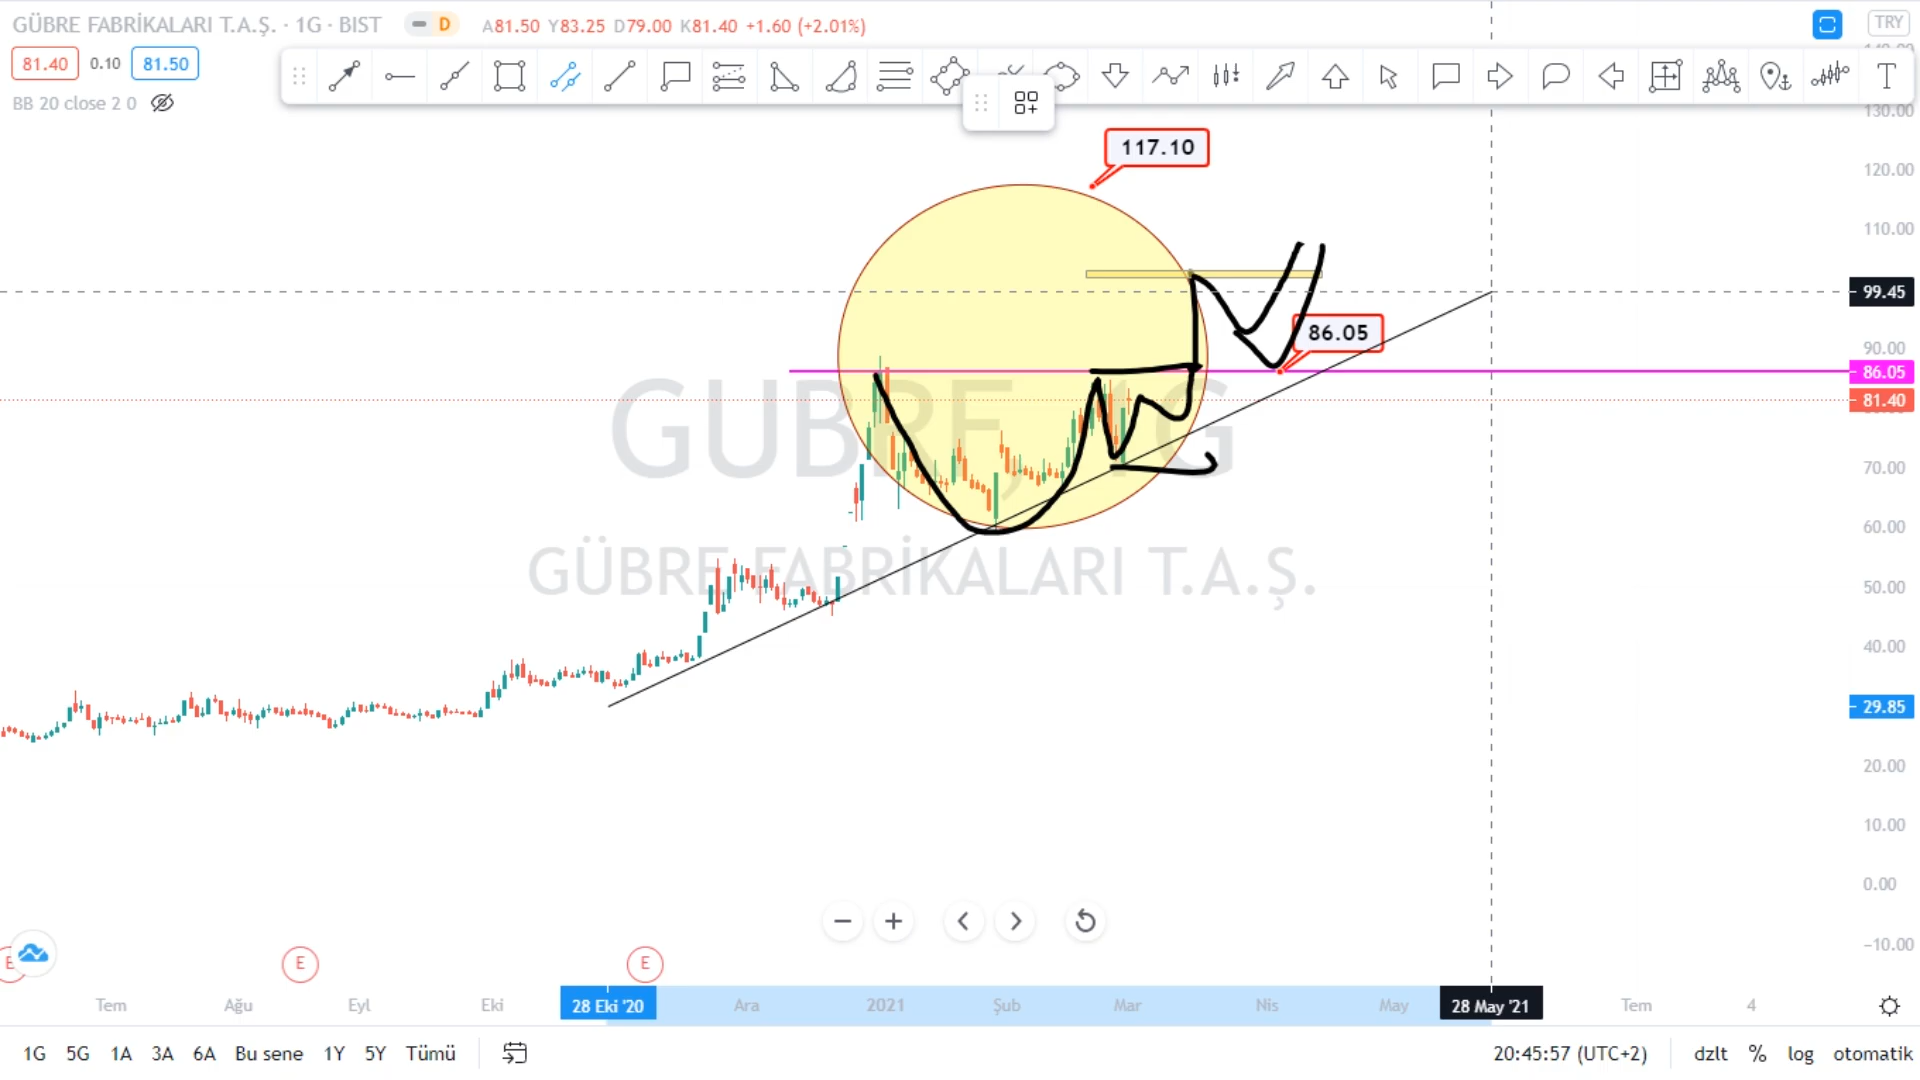 GÜBRE FABRİKALARI T.A.Ş. · 1G · BIST
D
A81.50 Y83.25 D79.00 K81.40 +1.60 (+2.01%)
TRY
81.40 0.10 81.50
BB 20 close 2 0
T
130.00
117.10
120.00
110.00
99.45
86.05
90.00
86.05
81.40
GUBRE, 1G
70.00
60.00
GÜBRE FABRİKALARI T.A.Ş.
50.00
40.00
29.85
20.00
10.00
0.00
−10.00
E
E
E
Tem Ağu Eyl Eki 28 Eki '20 Ara 2021 Şub Mar Nis May 28 May '21 Tem 4
1G 5G 1A 3A 6A Bu sene 1Y 5Y Tümü
20:45:57 (UTC+2) dzlt % log otomatik